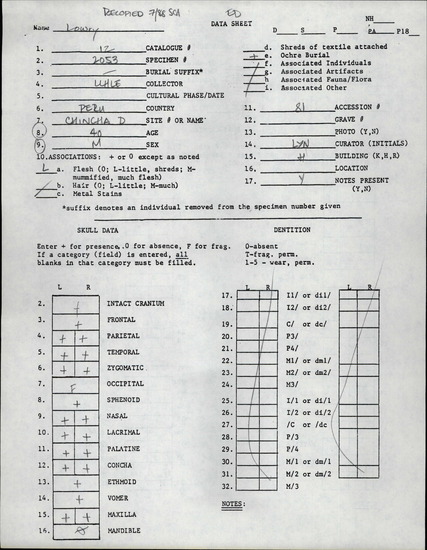 RECOPIED 7/88 SCA
DATA SHEET
NH
D S P PA P18
Name Lowry
1. 12 CATALOGUE #
2. 2053 SPECIMEN #
3. BURIAL SUFFIX*
4. COLLECTOR
5. CULTURAL PHASE/DATE
6. PERU COUNTRY
7. CHINCHA D SITE # OR NAME
8. 40 AGE
9. M SEX
10. ASSOCIATIONS: + or 0 except as noted
L a. Flesh (O; L-little, shreds; M-
mummified, much flesh)
b. Hair (O; L-little; M-much)
c. Metal Stains
d. Shreds of textile attached
+ e. Ochre Burial
f. Associated Individuals
g. Associated Artifacts
h Associated Fauna/Flora
i. Associated Other
11. 81 ACCESSION #
12. GRAVE #
13. PHOTO (Y,N)
14. LYN CURATOR (INITIALS)
15. H BUILDING (K,H,R)
16. LOCATION
17. Y NOTES PRESENT
(Y,N)
*suffix denotes an individual removed from the specimen number given
SKULL DATA
Enter + for presence, O for absence, F for frag.
If a category (field) is entered, all
blanks in that category must be filled.
L R
2. + INTACT CRANIUM
3. + FRONTAL
4. + + PARIETAL
5. + + TEMPORAL
6. + + ZYGOMATIC
7. F OCCIPITAL
8. + SPHENOID
9. + + NASAL
10. + + LACRIMAL
11. + + PALATINE
12. + + CONCHA
13. + ETHMOID
14. + VOMER
15. + + MAXILLA
16. MANDIBLE
DENTITION
O-absent
T-frag. perm.
1-5 - wear, perm.
L R L R
17. I1/ or di1/
18. I2/ or di2/
19. C/ or dc/
20. P3/
21. P4/
22. M1/ or dm1/
23. M2/ or dm2/
24. M3/
25. I/1 or di/1
26. I/2 or di/2
27. /C or /dc
28. P/3
29. P/4
30. M/1 or dm/1
31. M/2 or dm/2
32. M/3
NOTES: